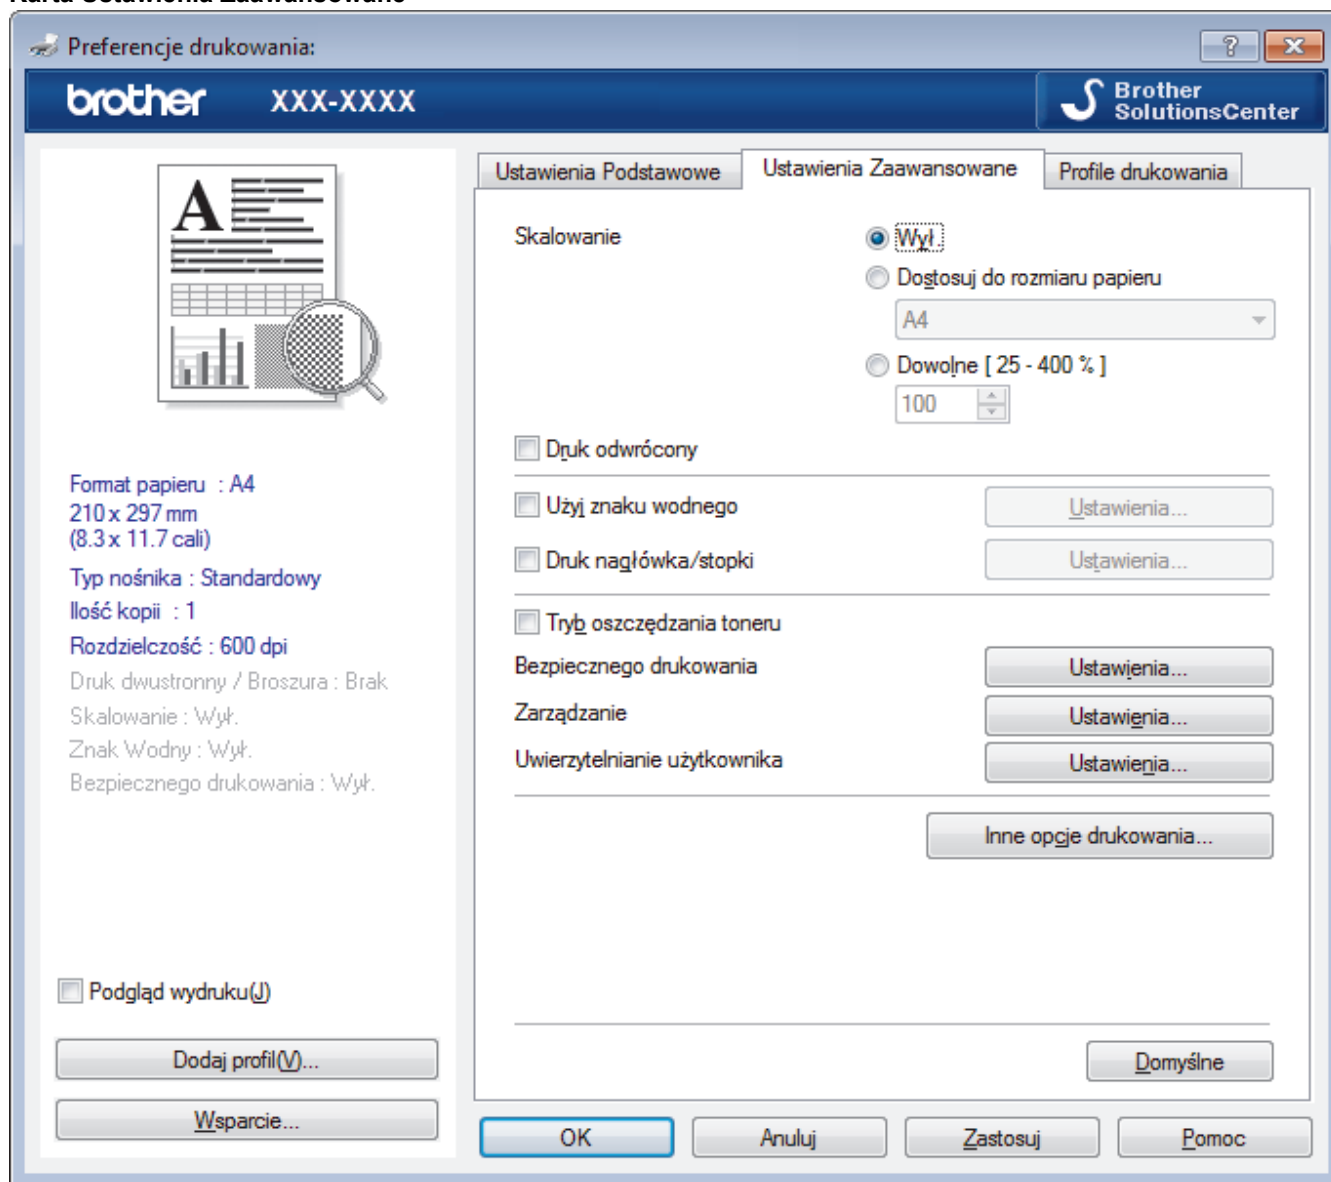 Karta Ustawienia Zaawansowane
Preferencje drukowania:
brother XXX-XXXX
Brother
SolutionsCenter
A
Format papieru : A4
210 x 297 mm
(8.3 x 11.7 cali)
Typ nośnika : Standardowy
Ilość kopii : 1
Rozdzielczość : 600 dpi
Druk dwustronny / Broszura : Brak
Skalowanie : Wył.
Znak Wodny : Wył.
Bezpiecznego drukowania : Wył.
Podgląd wydruku(J)
Dodaj profil(V)...
Wsparcie...
Ustawienia Podstawowe Ustawienia Zaawansowane Profile drukowania
Skalowanie Wył.
Dostosuj do rozmiaru papieru
A4
Dowolne [ 25 - 400 % ]
100
Druk odwrócony
Użyj znaku wodnego Ustawienia...
Druk nagłówka/stopki Ustawienia...
Tryb oszczędzania toneru
Bezpiecznego drukowania Ustawienia...
Zarządzanie Ustawienia...
Uwierzytelnianie użytkownika Ustawienia...
Inne opcje drukowania...
Domyślne
OK Anuluj Zastosuj Pomoc